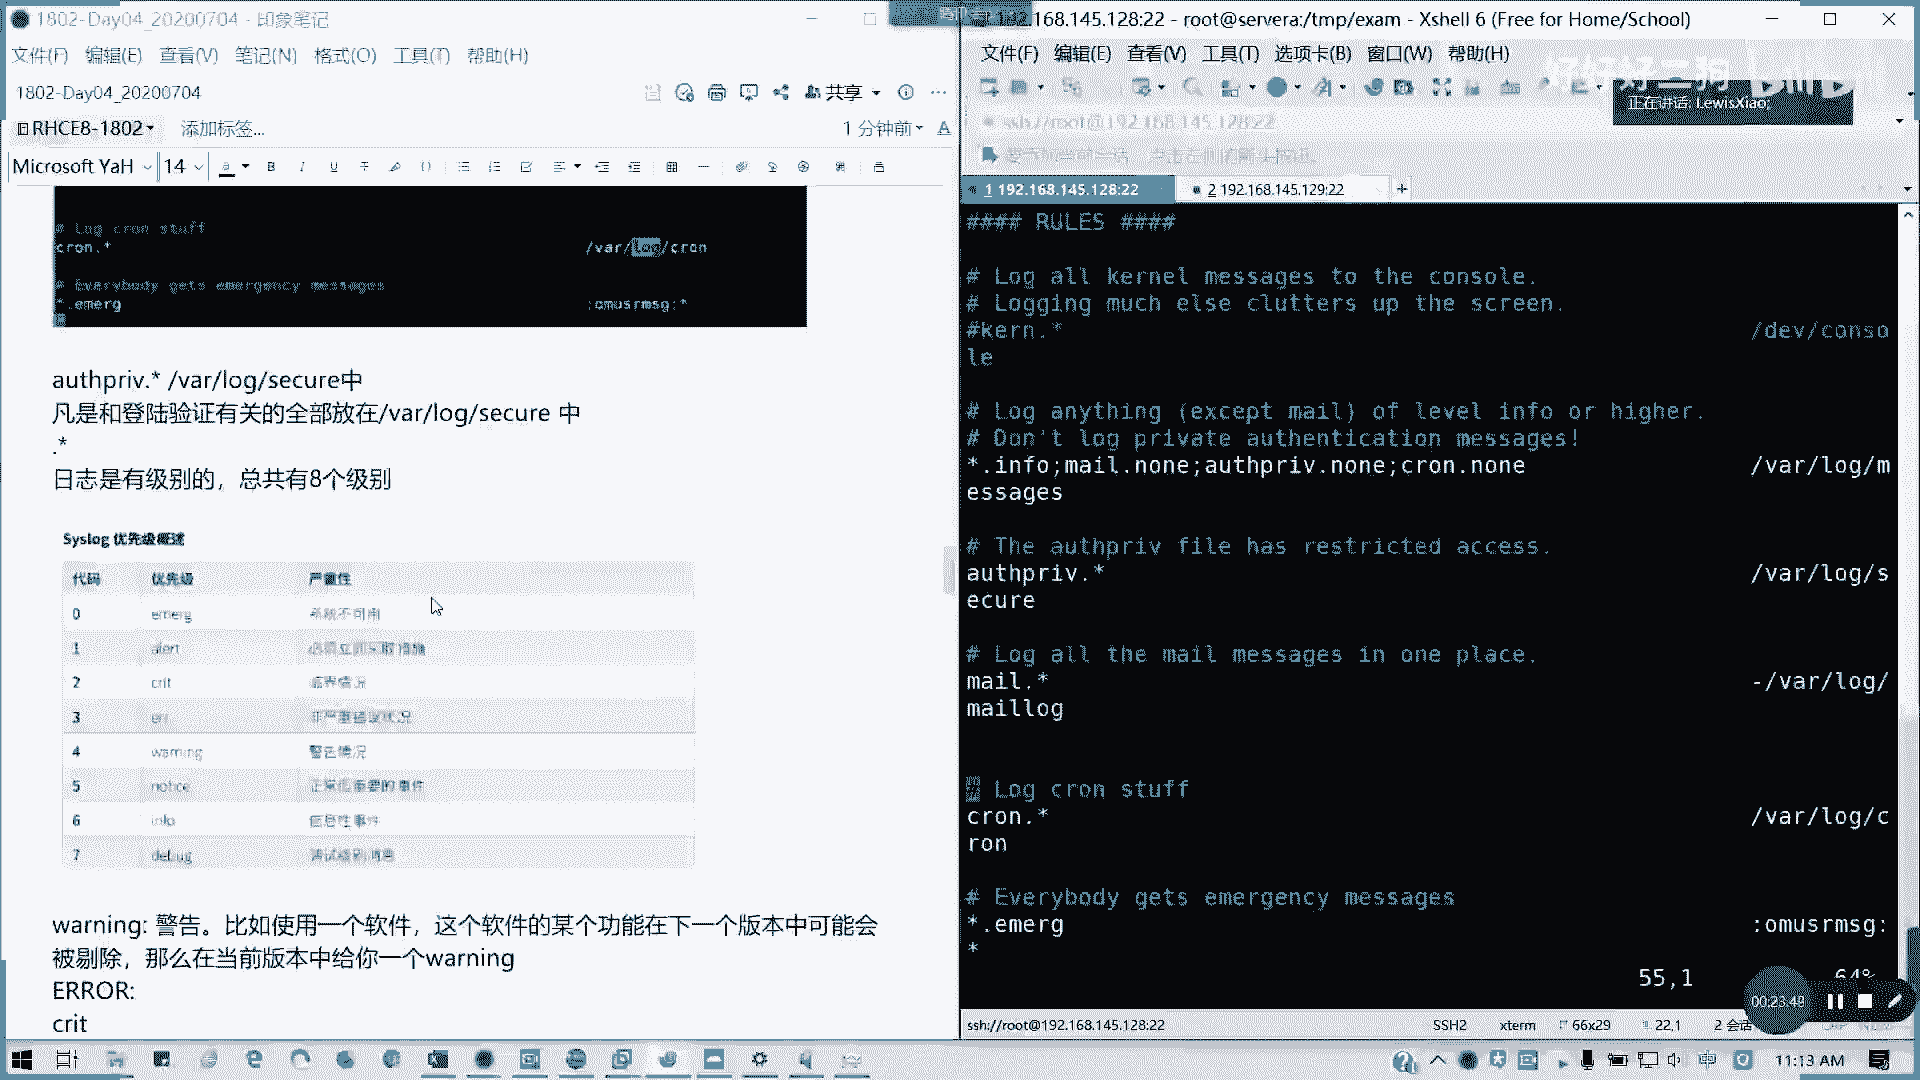 1802-Day04_20200704 - 印象笔记
文件(F) 编辑(E) 查看(V) 笔记(N) 格式(O) 工具(T) 帮助(H)
1802-Day04_20200704
共享
RHCE8-1802
添加标签...
1 分钟前
Microsoft YaH
14
# Log cron stuff
cron.* /var/log/cron
# Everybody gets emergency messages
*.emerg :omusrmsg:*
authpriv.* /var/log/secure中
凡是和登陆验证有关的全部放在/var/log/secure 中
.*
日志是有级别的，总共有8个级别
Syslog 优先级概述
代码 优先级 严重性
0 emerg 系统不可用
1 alert 必须立即采取措施
2 crit 临界情况
3 err 非严重错误状况
4 warning 警告情况
5 notice 正常但重要的事件
6 info 信息性事件
7 debug 调试级别消息
warning: 警告。比如使用一个软件，这个软件的某个功能在下一个版本中可能会
被剔除，那么在当前版本中给你一个warning
ERROR:
crit
192.168.145.128:22 - root@servera:/tmp/exam - Xshell 6 (Free for Home/School)
文件(F) 编辑(E) 查看(V) 工具(T) 选项卡(B) 窗口(W) 帮助(H)
好好好二狗
正在讲话: LewisXiao;
ssh://root@192.168.145.128:22
1 192.168.145.128:22
2 192.168.145.129:22
#### RULES ####
# Log all kernel messages to the console.
# Logging much else clutters up the screen.
#kern.* /dev/conso
le
# Log anything (except mail) of level info or higher.
# Don't log private authentication messages!
*.info;mail.none;authpriv.none;cron.none /var/log/m
essages
# The authpriv file has restricted access.
authpriv.* /var/log/s
ecure
# Log all the mail messages in one place.
mail.* -/var/log/
maillog
# Log cron stuff
cron.* /var/log/c
ron
# Everybody gets emergency messages
*.emerg :omusrmsg:
*
55,1 64%
00:23:49
ssh://root@192.168.145.128:22
SSH2
xterm
66x29
22,1
2 会话
中
11:13 AM